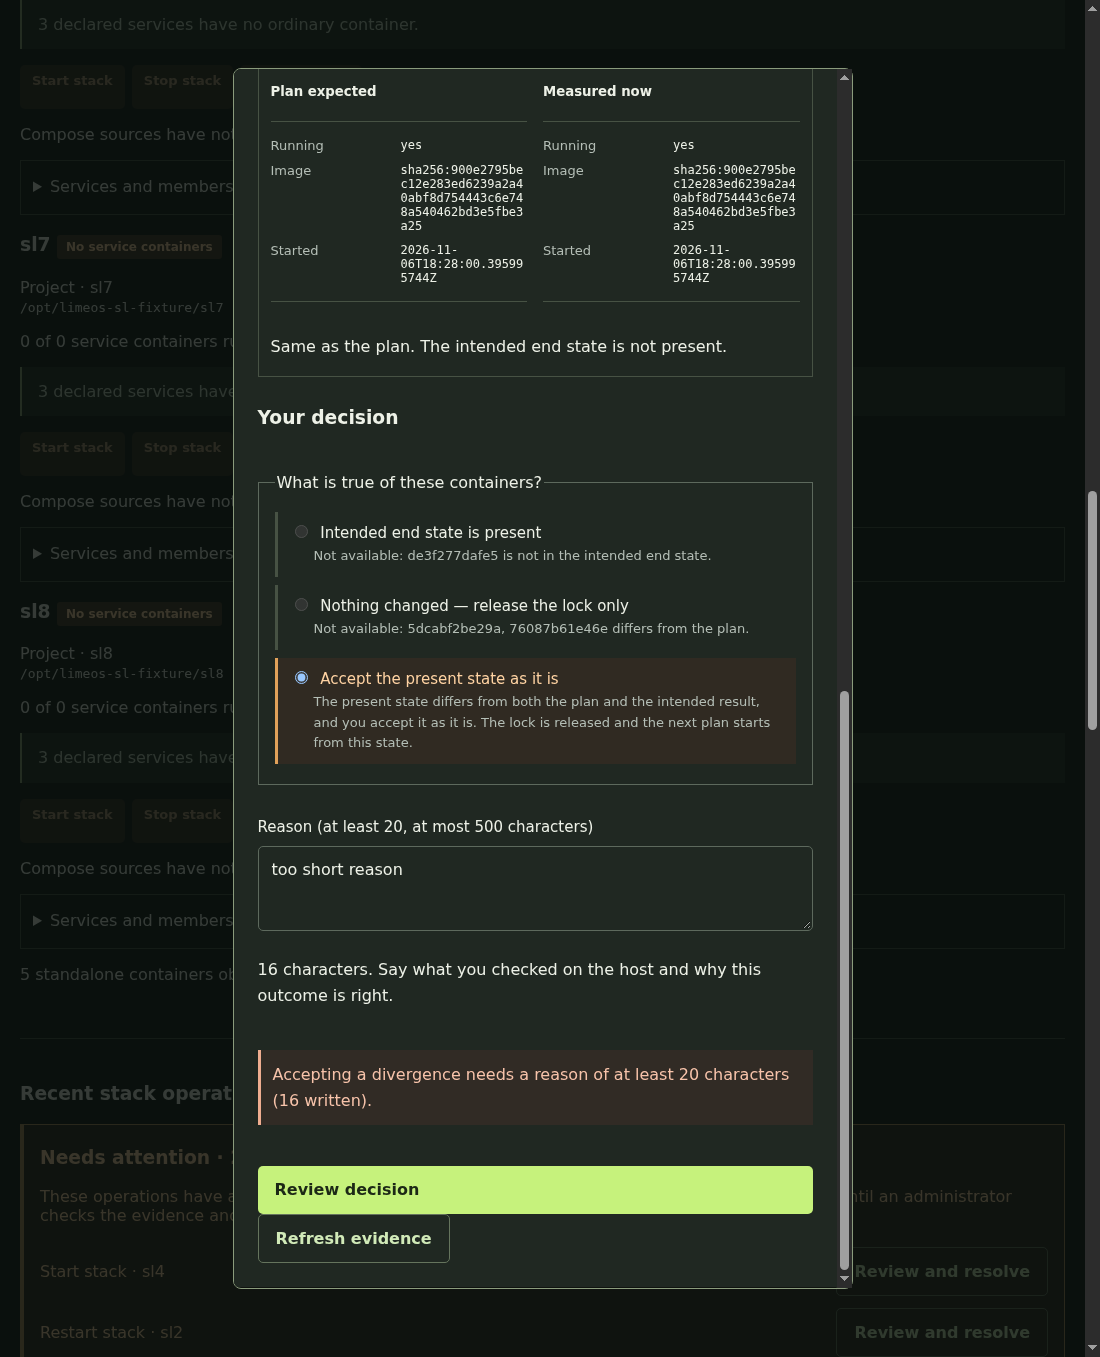 3 declared services have no ordinary container.
Start stack
Stop stack
Compose sources have not
Services and members
sl7
No service containers
Project · sl7
/opt/limeos-sl-fixture/sl7
0 of 0 service containers ru
3 declared services have
Start stack
Stop stack
Compose sources have not
Services and members
sl8
No service containers
Project · sl8
/opt/limeos-sl-fixture/sl8
0 of 0 service containers ru
3 declared services have
Start stack
Stop stack
Compose sources have not
Services and members
5 standalone containers ob
Recent stack operat
Needs attention ·
These operations have a
ntil an administrator
checks the evidence and
Start stack · sl4
Review and resolve
Restart stack · sl2
Review and resolve
Plan expected
Running
yes
Image
sha256:900e2795be
c12e283ed6239a2a4
0abf8d754443c6e74
8a540462bd3e5fbe3
a25
Started
2026-11-
06T18:28:00.39599
5744Z
Measured now
Running
yes
Image
sha256:900e2795be
c12e283ed6239a2a4
0abf8d754443c6e74
8a540462bd3e5fbe3
a25
Started
2026-11-
06T18:28:00.39599
5744Z
Same as the plan. The intended end state is not present.
Your decision
What is true of these containers?
Intended end state is present
Not available: de3f277dafe5 is not in the intended end state.
Nothing changed — release the lock only
Not available: 5dcabf2be29a, 76087b61e46e differs from the plan.
Accept the present state as it is
The present state differs from both the plan and the intended result,
and you accept it as it is. The lock is released and the next plan starts
from this state.
Reason (at least 20, at most 500 characters)
too short reason
16 characters. Say what you checked on the host and why this
outcome is right.
Accepting a divergence needs a reason of at least 20 characters
(16 written).
Review decision
Refresh evidence